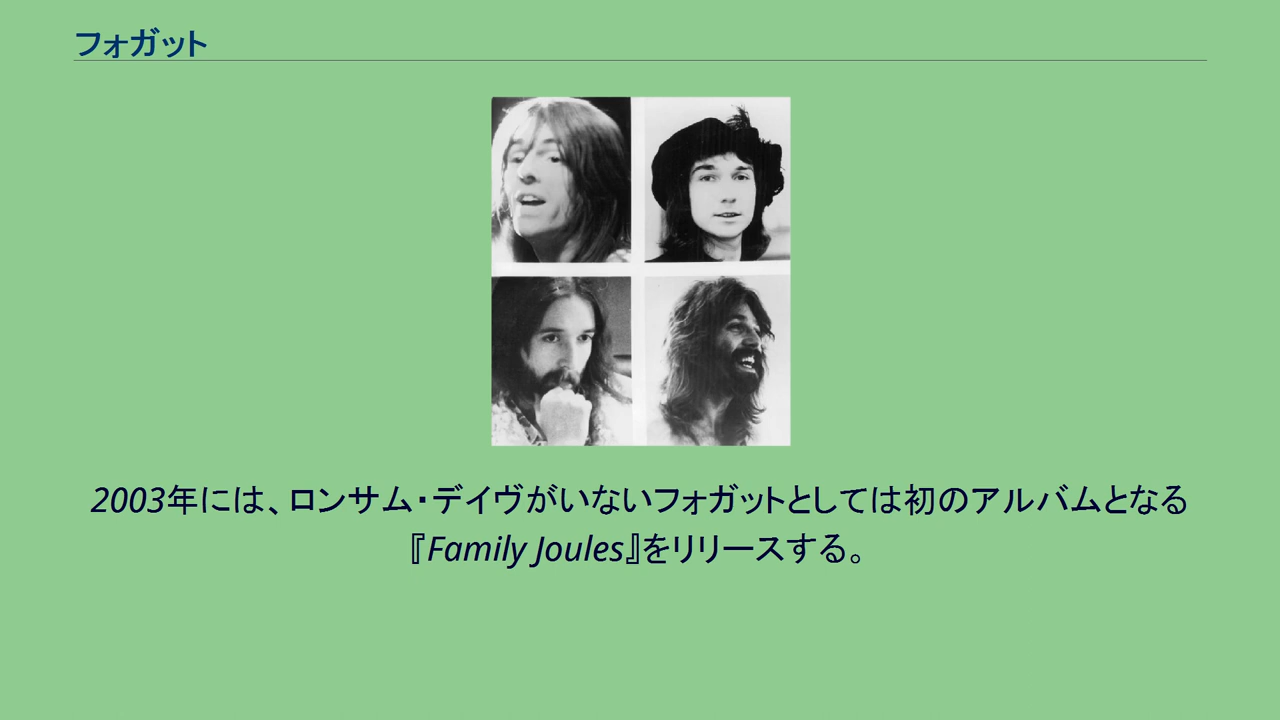 フォガット
2003年には、ロンサム・デイヴがいないフォガットとしては初のアルバムとなる
『Family Joules』をリリースする。